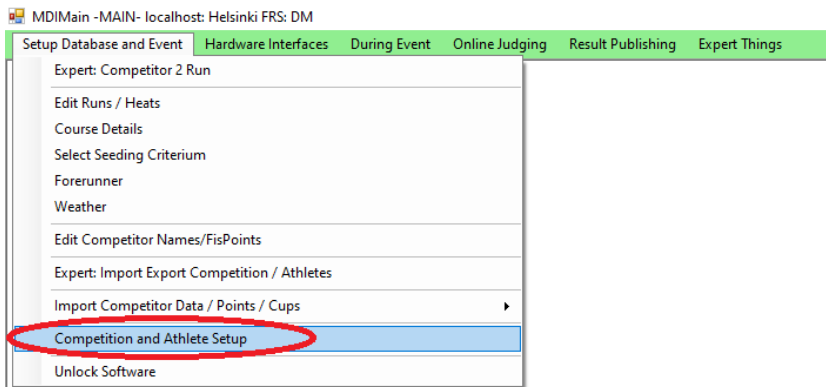 MDIMain -MAIN- localhost: Helsinki FRS: DM
Setup Database and Event Hardware Interfaces During Event Online Judging Result Publishing Expert Things
Expert: Competitor 2 Run
Edit Runs / Heats
Course Details
Select Seeding Criterium
Forerunner
Weather
Edit Competitor Names/FisPoints
Expert: Import Export Competition / Athletes
Import Competitor Data / Points / Cups
Competition and Athlete Setup
Unlock Software